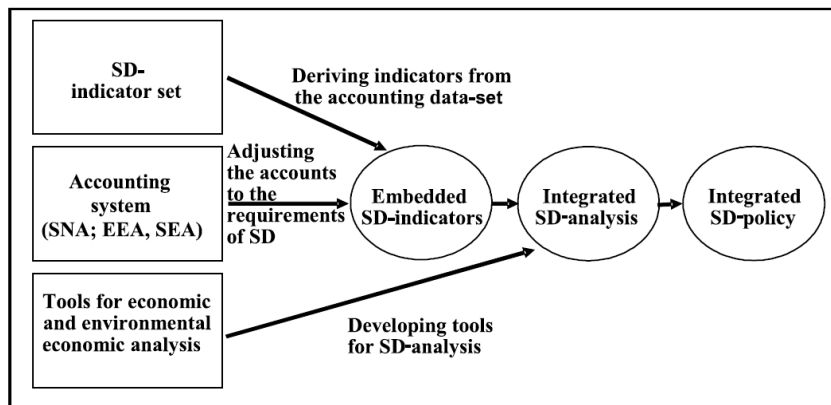 SD-
indicator set
Deriving indicators from
the accounting data-set
Accounting
system
(SNA; EEA, SEA)
Adjusting
the accounts
to the
requirements
of SD
Embedded
SD-indicators
Integrated
SD-analysis
Integrated
SD-policy
Tools for economic
and environmental
economic analysis
Developing tools
for SD-analysis